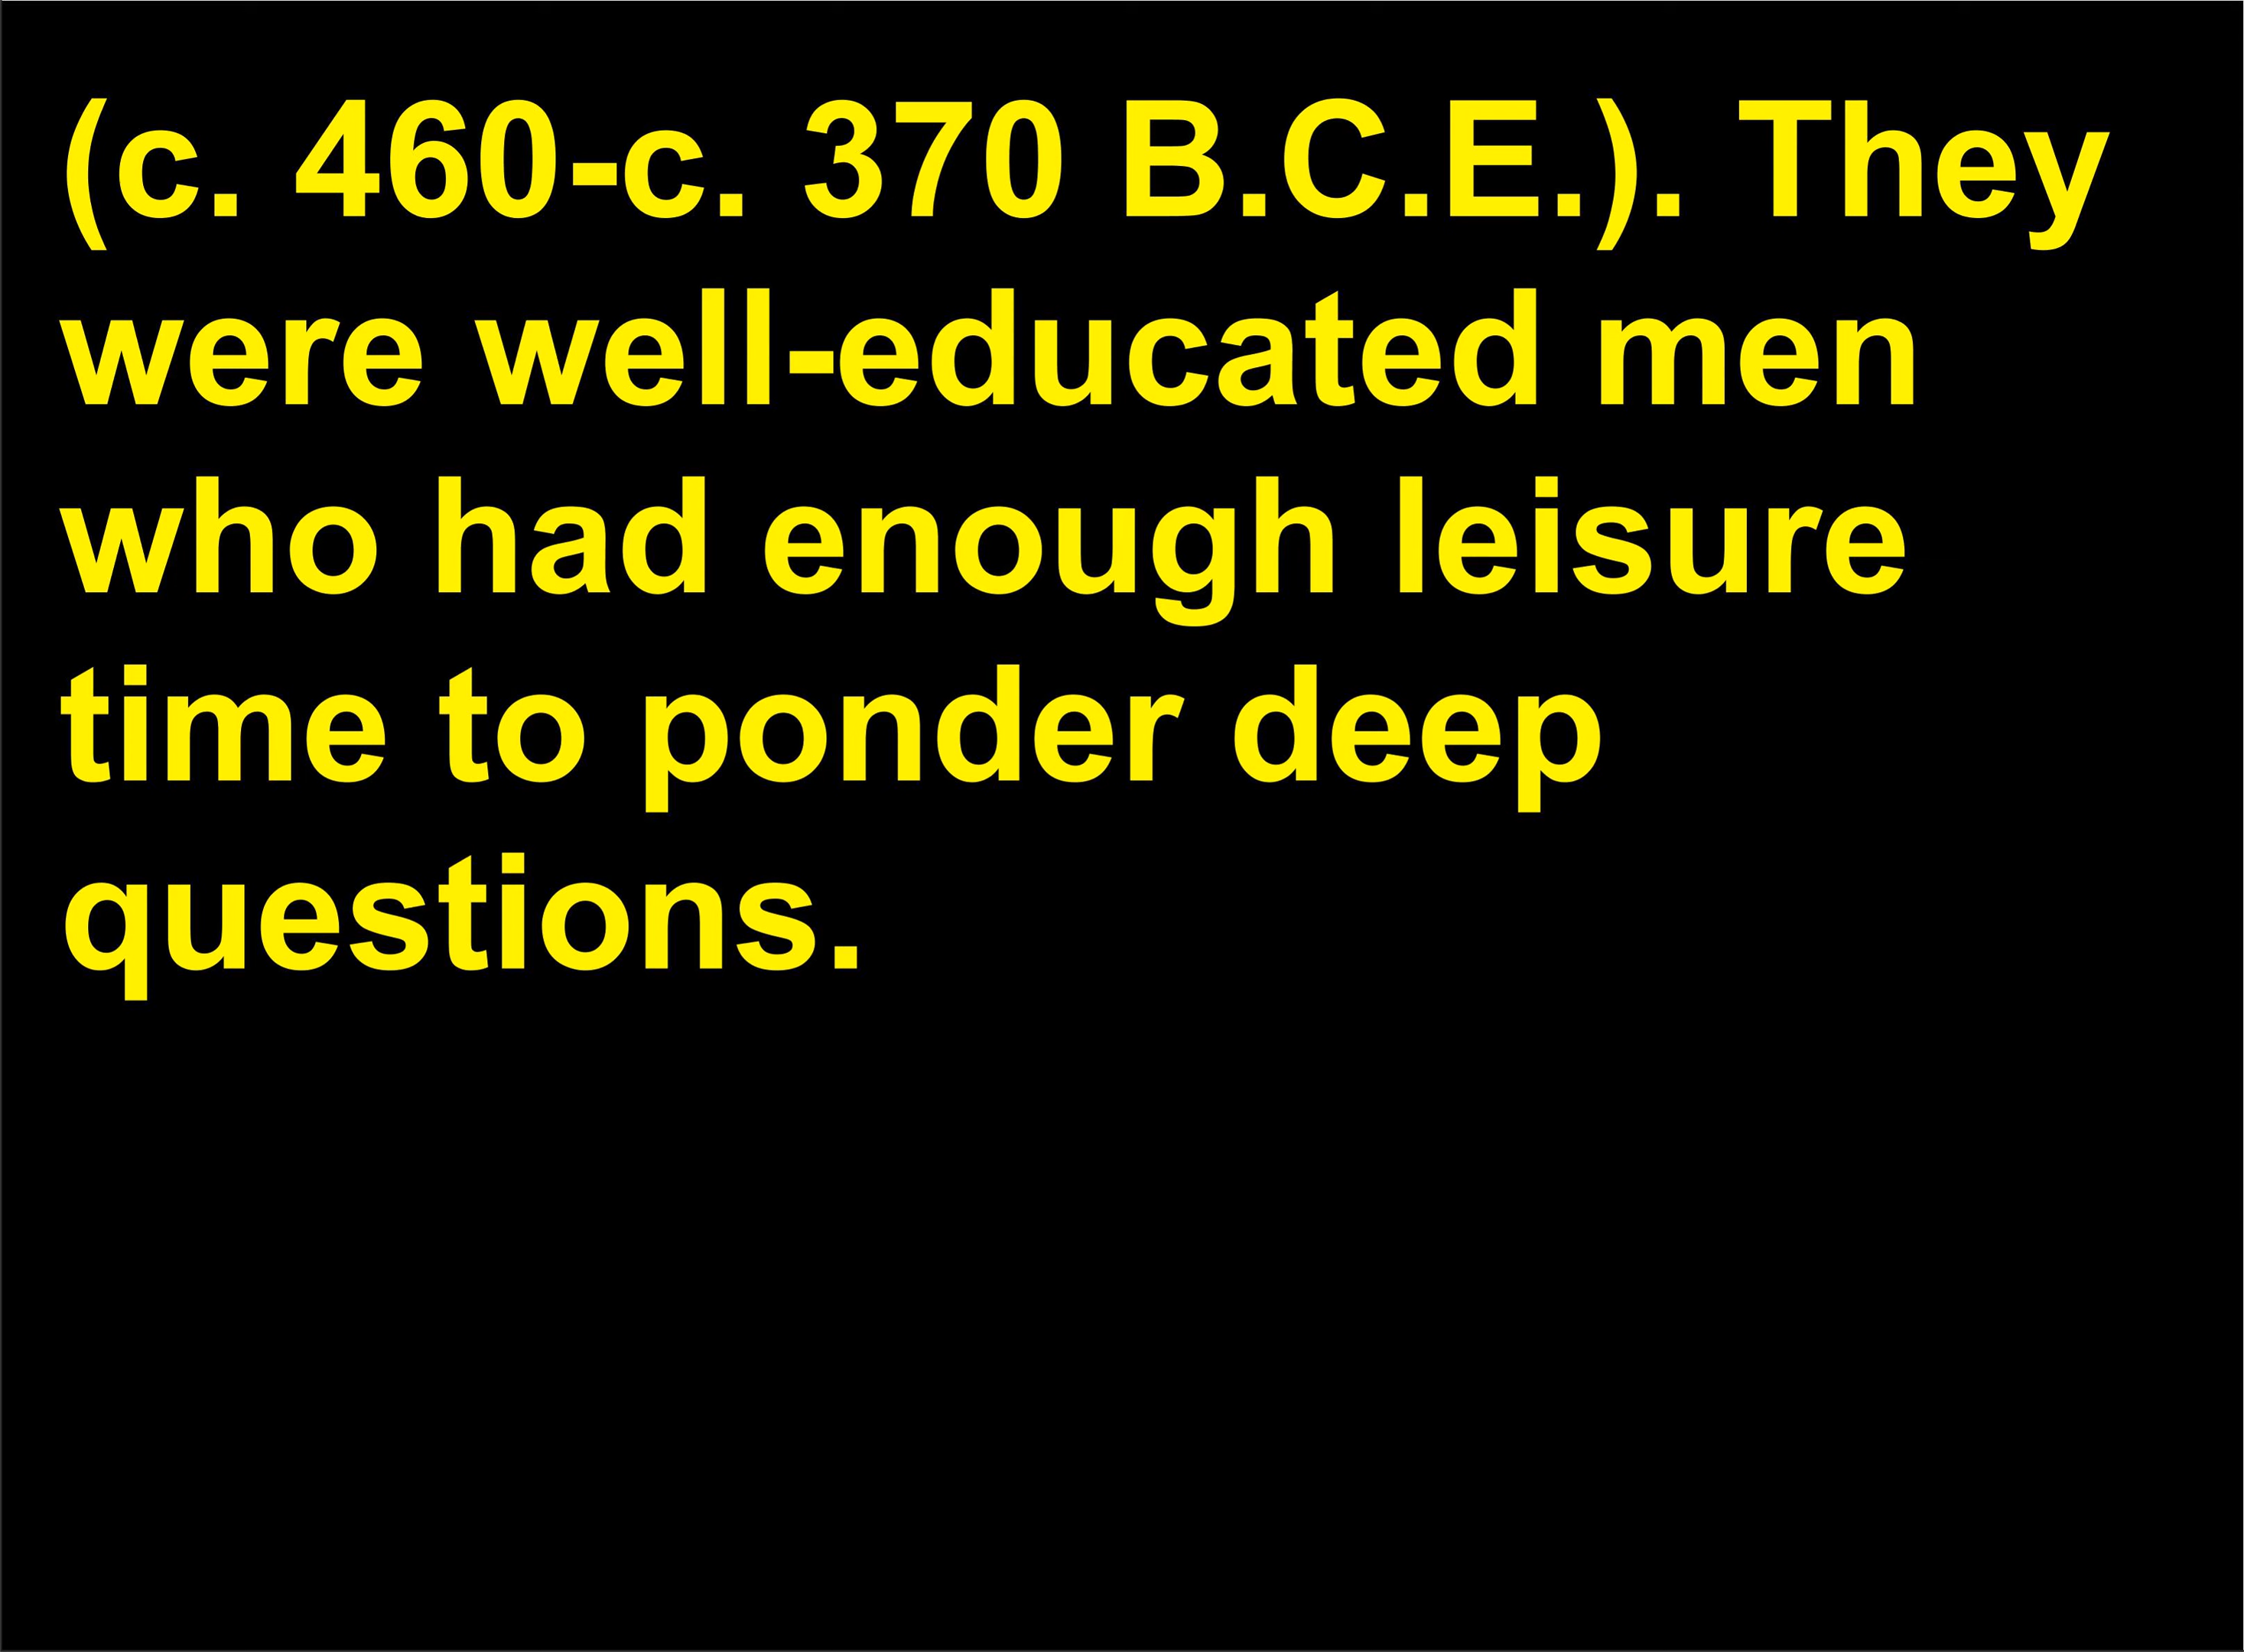 (c. 460-c. 370 B.C.E.). They
were well-educated men
who had enough leisure
time to ponder deep
questions.